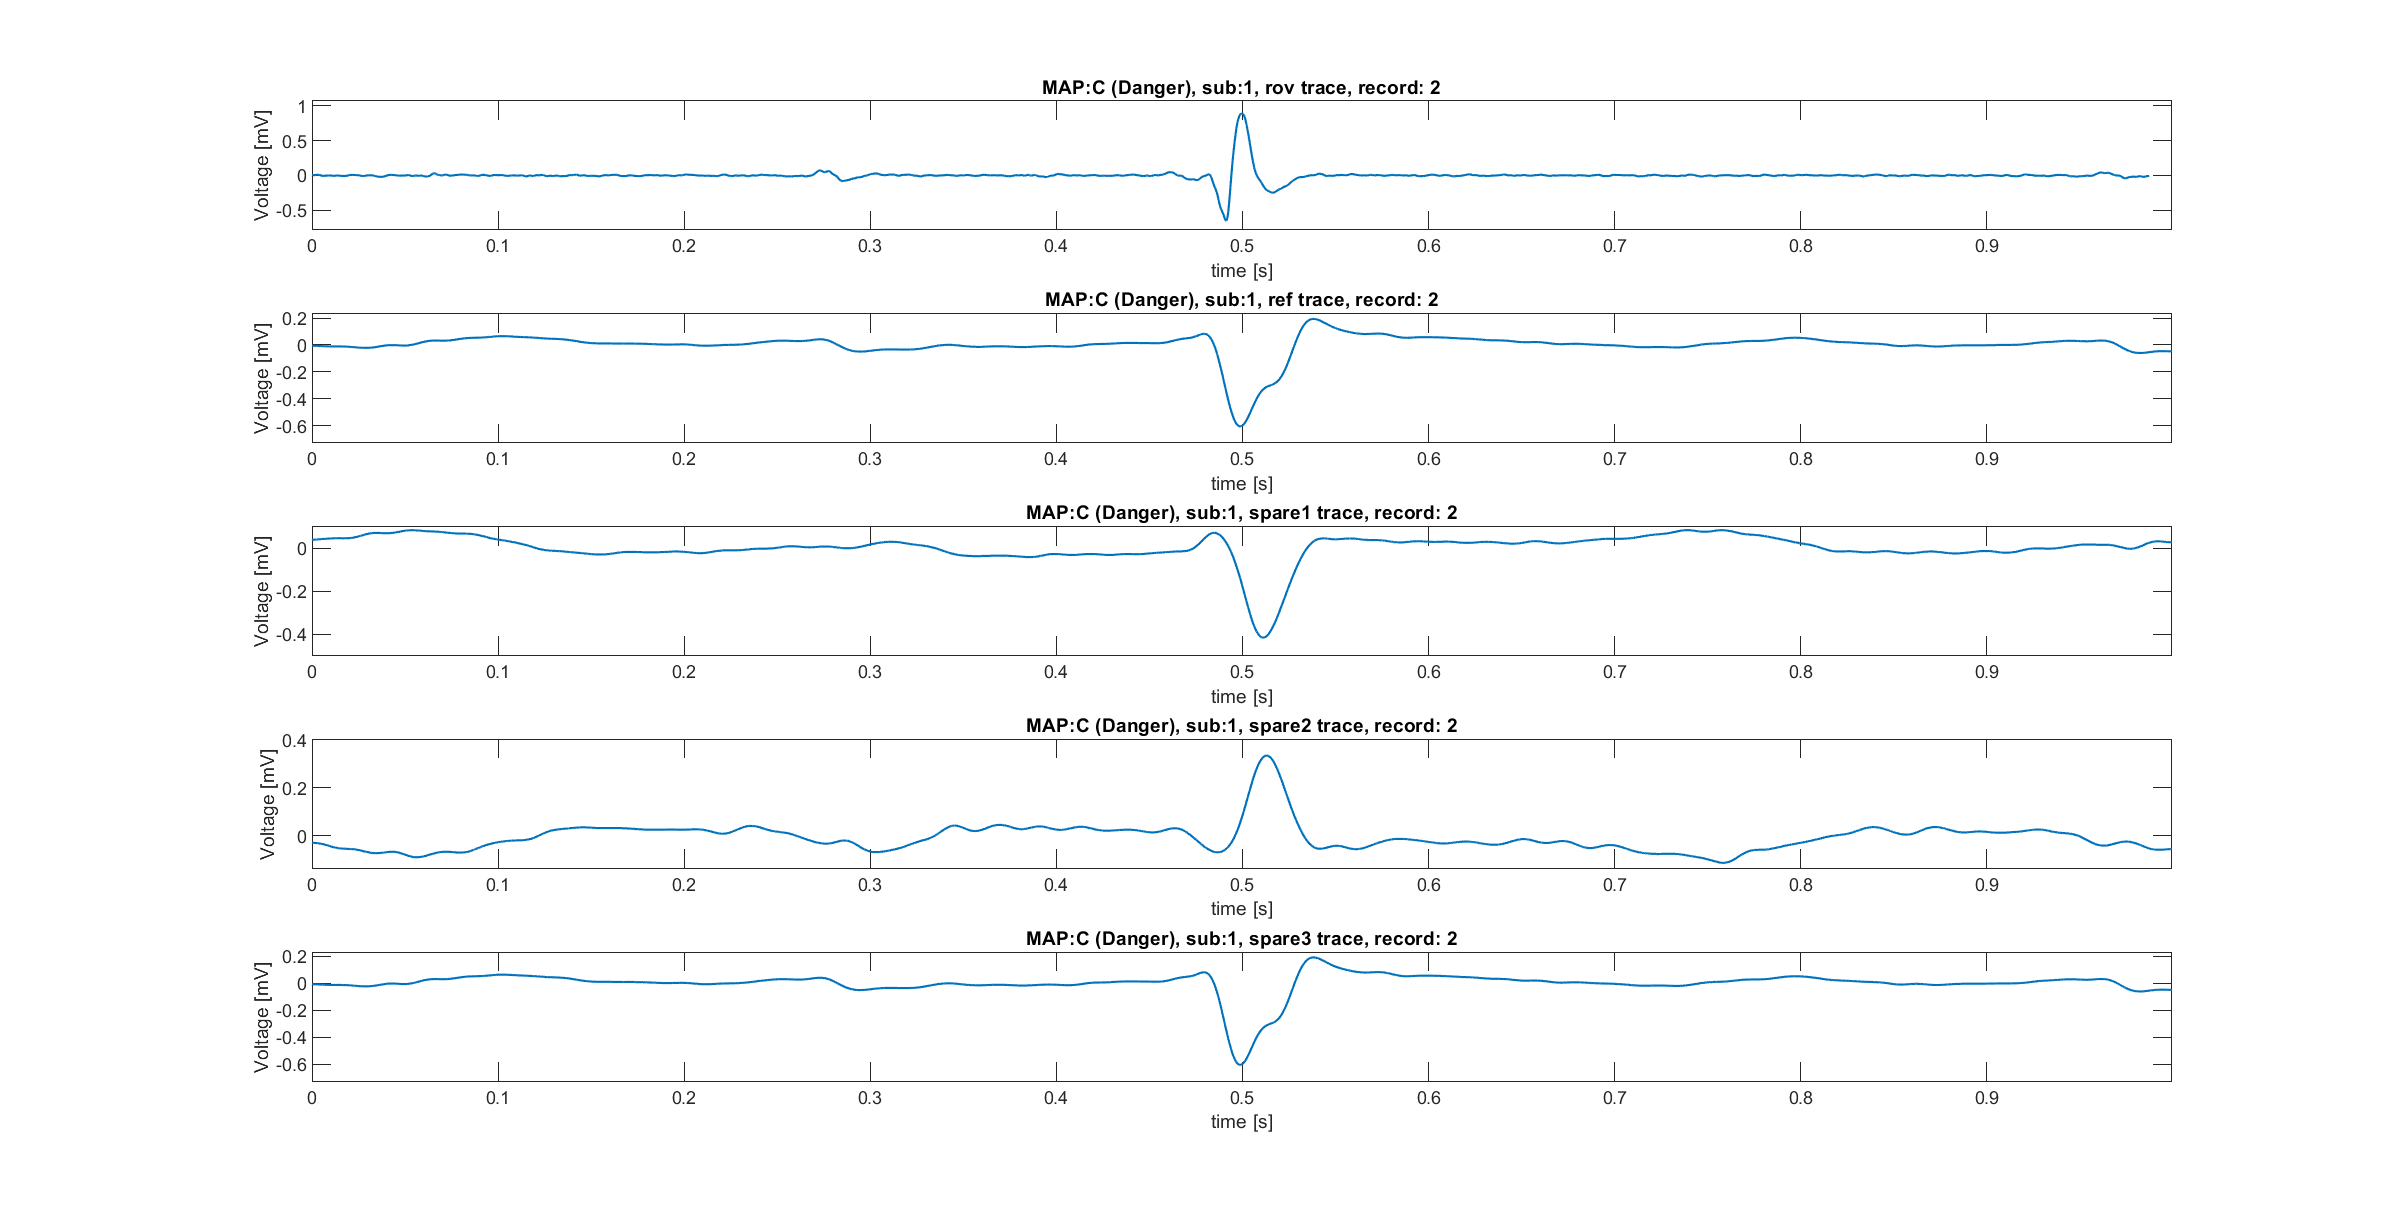 MAP:C (Danger), sub:1, rov trace, record: 2
Voltage [mV]
1
0.5
0
-0.5
0 0.1 0.2 0.3 0.4 0.5 0.6 0.7 0.8 0.9
time [s]
MAP:C (Danger), sub:1, ref trace, record: 2
Voltage [mV]
0.2
0
-0.2
-0.4
-0.6
0 0.1 0.2 0.3 0.4 0.5 0.6 0.7 0.8 0.9
time [s]
MAP:C (Danger), sub:1, spare1 trace, record: 2
Voltage [mV]
0
-0.2
-0.4
0 0.1 0.2 0.3 0.4 0.5 0.6 0.7 0.8 0.9
time [s]
MAP:C (Danger), sub:1, spare2 trace, record: 2
Voltage [mV]
0.4
0.2
0
0 0.1 0.2 0.3 0.4 0.5 0.6 0.7 0.8 0.9
time [s]
MAP:C (Danger), sub:1, spare3 trace, record: 2
Voltage [mV]
0.2
0
-0.2
-0.4
-0.6
0 0.1 0.2 0.3 0.4 0.5 0.6 0.7 0.8 0.9
time [s]